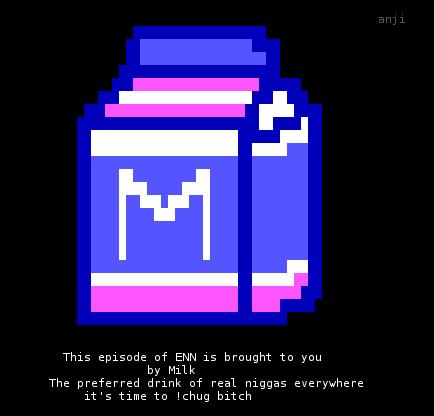 anji
M
This episode of ENN is brought to you
by Milk
The preferred drink of real niggas everywhere
it's time to !chug bitch